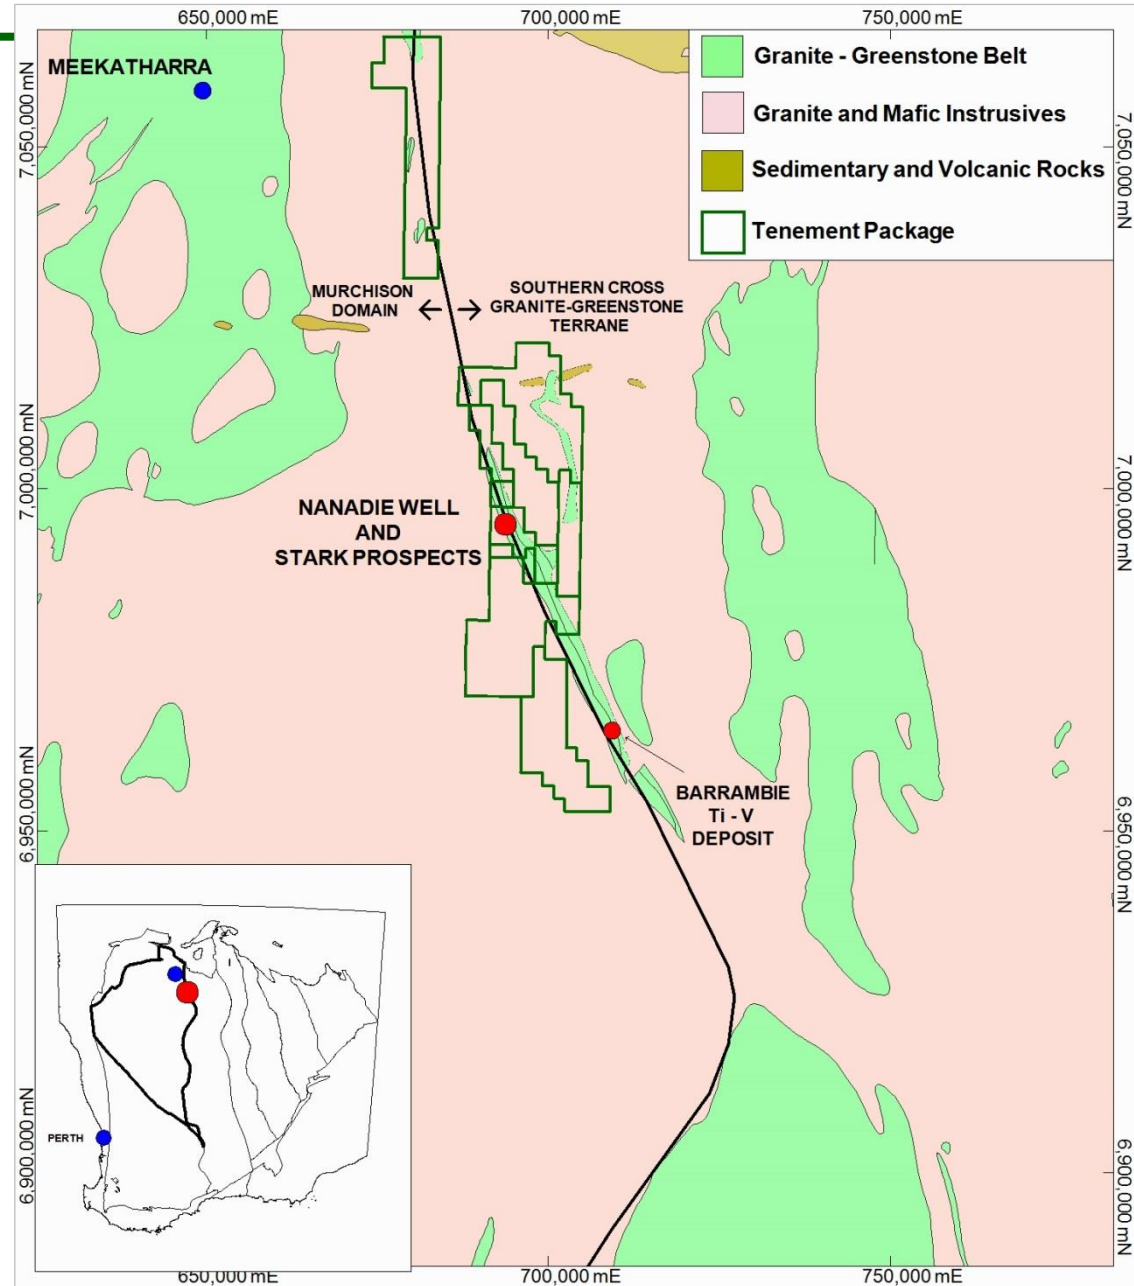 650,000 mE
700,000 mE
750,000 mE
MEEKATHARRA
Granite - Greenstone Belt
Granite and Mafic Instrusives
Sedimentary and Volcanic Rocks
Tenement Package
7,050,000 mN
7,050,000 mN
MURCHISON
DOMAIN
SOUTHERN CROSS
GRANITE-GREENSTONE
TERRANE
7,000,000 mN
7,000,000 mN
NANADIE WELL
AND
STARK PROSPECTS
BARRAMBIE
Ti - V
DEPOSIT
6,950,000 mN
6,950,000 mN
PERTH
6,900,000 mN
6,900,000 mN
650,000 mE
700,000 mE
750,000 mE